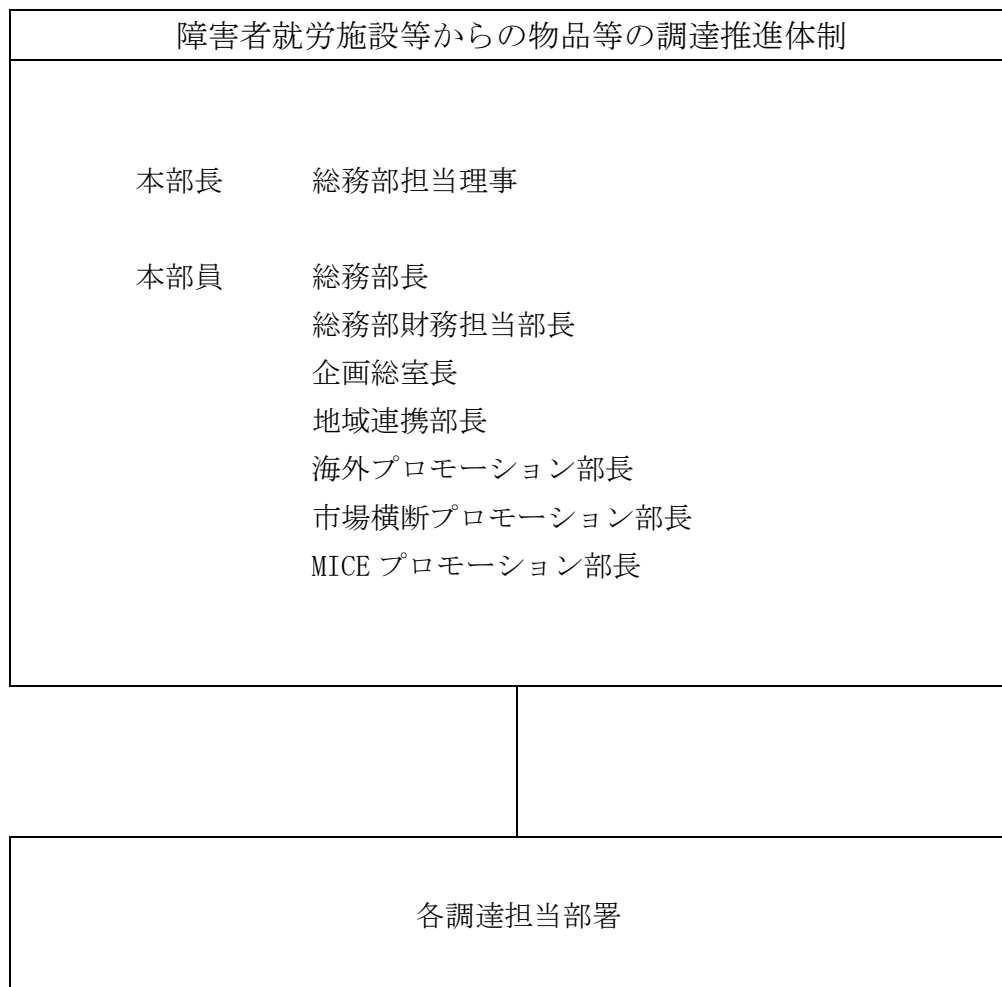 障害者就労施設等からの物品等の調達推進体制
本部長 総務部担当理事
本部員 総務部長
総務部財務担当部長
企画総室長
地域連携部長
海外プロモーション部長
市場横断プロモーション部長
MICE プロモーション部長
各調達担当部署